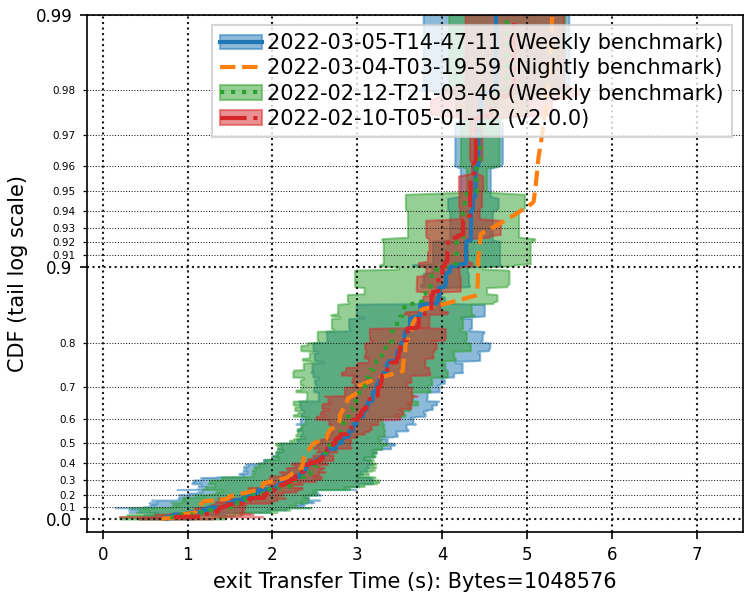 0.99
0.98
0.97
0.96
0.95
0.94
0.93
0.92
0.91
0.9
0.8
0.7
0.6
0.5
0.4
0.3
0.2
0.1
0.0
CDF (tail log scale)
2022-03-05-T14-47-11 (Weekly benchmark)
2022-03-04-T03-19-59 (Nightly benchmark)
2022-02-12-T21-03-46 (Weekly benchmark)
2022-02-10-T05-01-12 (v2.0.0)
0 1 2 3 4 5 6 7
exit Transfer Time (s): Bytes=1048576